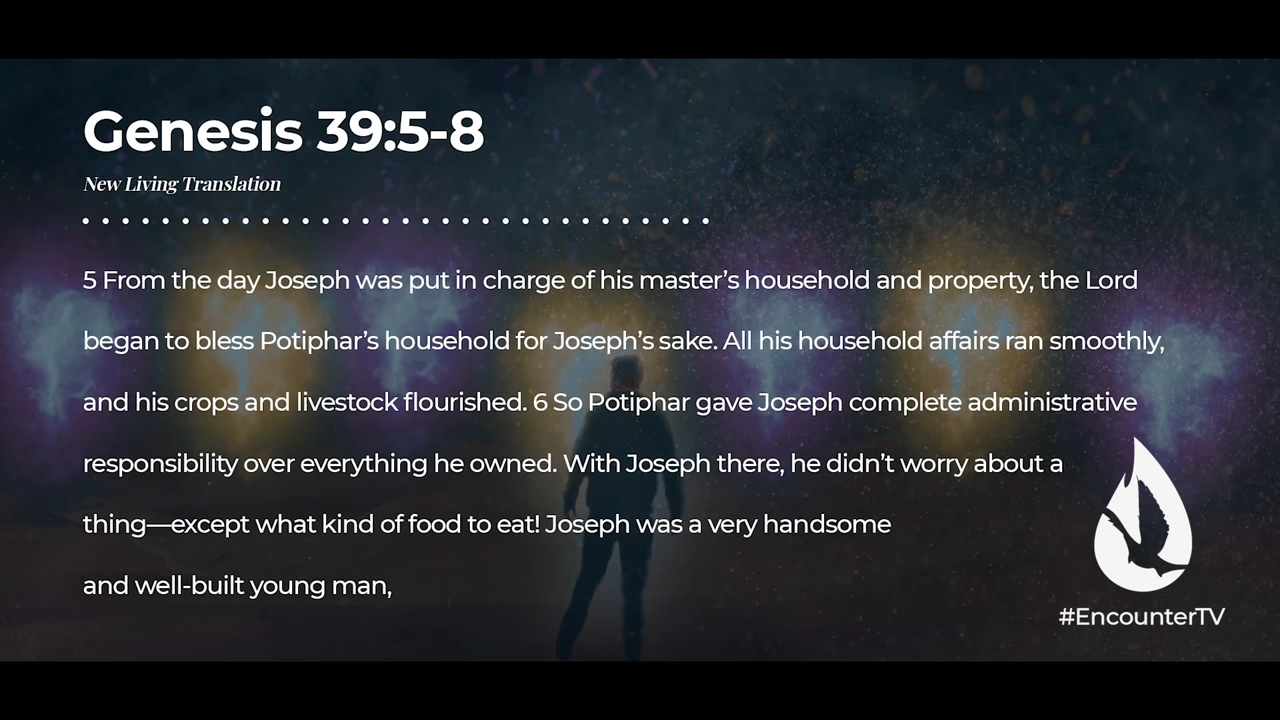 Genesis 39:5-8
New Living Translation
5 From the day Joseph was put in charge of his master’s household and property, the Lord
began to bless Potiphar’s household for Joseph’s sake. All his household affairs ran smoothly,
and his crops and livestock flourished. 6 So Potiphar gave Joseph complete administrative
responsibility over everything he owned. With Joseph there, he didn’t worry about a
thing—except what kind of food to eat! Joseph was a very handsome
and well-built young man,
#EncounterTV